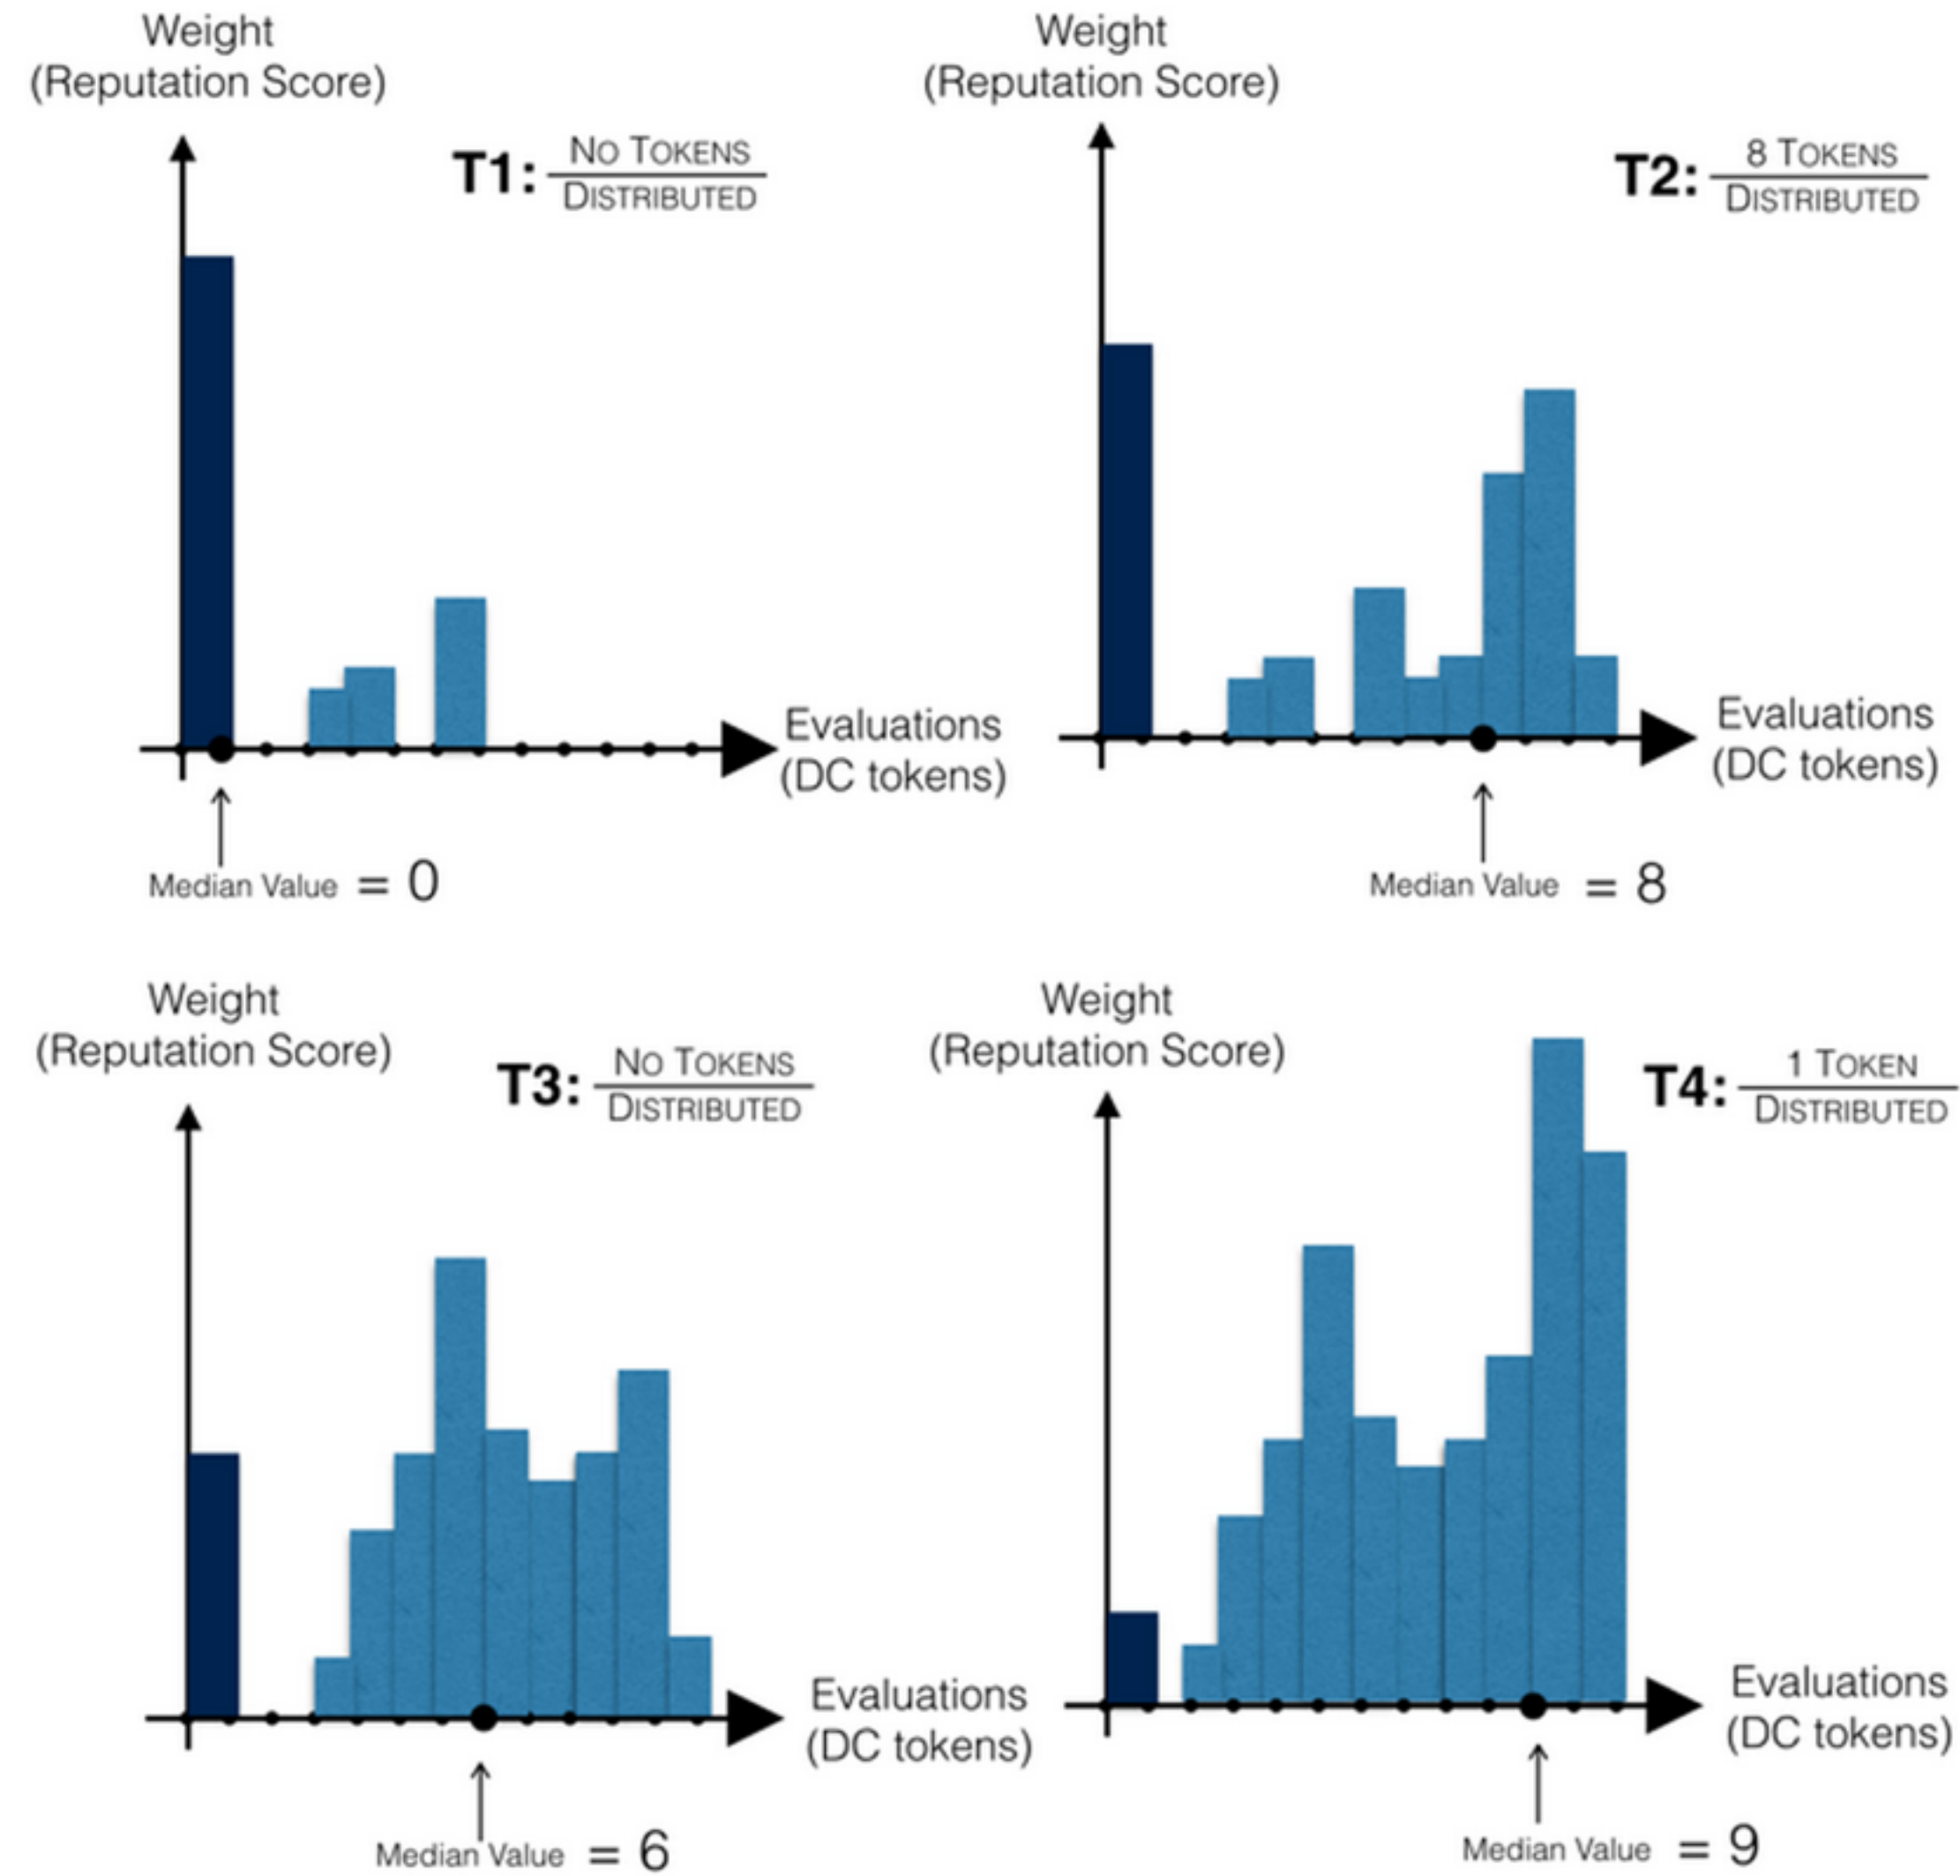 Weight
(Reputation Score)
T1: NO TOKENS
DISTRIBUTED
Evaluations
(DC tokens)
Median Value = 0
Weight
(Reputation Score)
T2: 8 TOKENS
DISTRIBUTED
Evaluations
(DC tokens)
Median Value = 8
Weight
(Reputation Score)
T3: NO TOKENS
DISTRIBUTED
Evaluations
(DC tokens)
Median Value = 6
Weight
(Reputation Score)
T4: 1 TOKEN
DISTRIBUTED
Evaluations
(DC tokens)
Median Value = 9